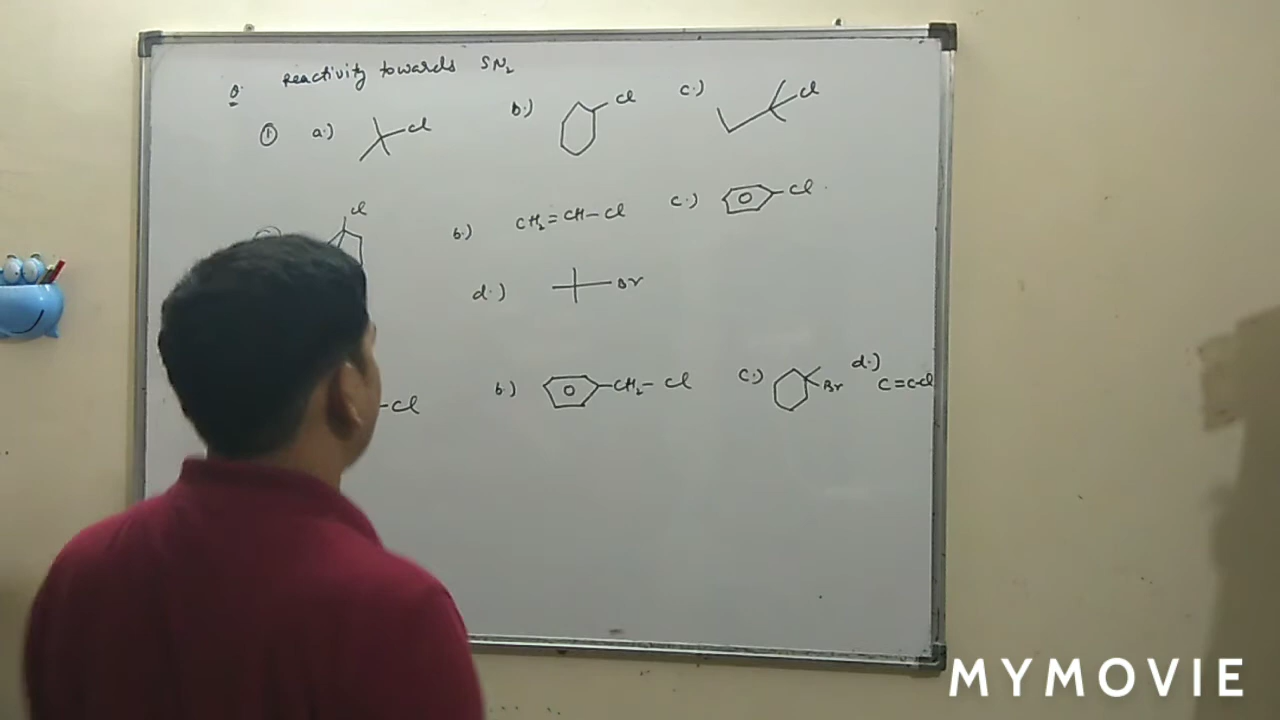 Q. Reactivity towards SN2
① a.) Cl b.) Cl c.) Cl
Cl b.) CH2=CH-Cl c.) Cl
d.) Br
-Cl b.) CH2- Cl c.) Br d.) C=C-Cl
MYMOVIE